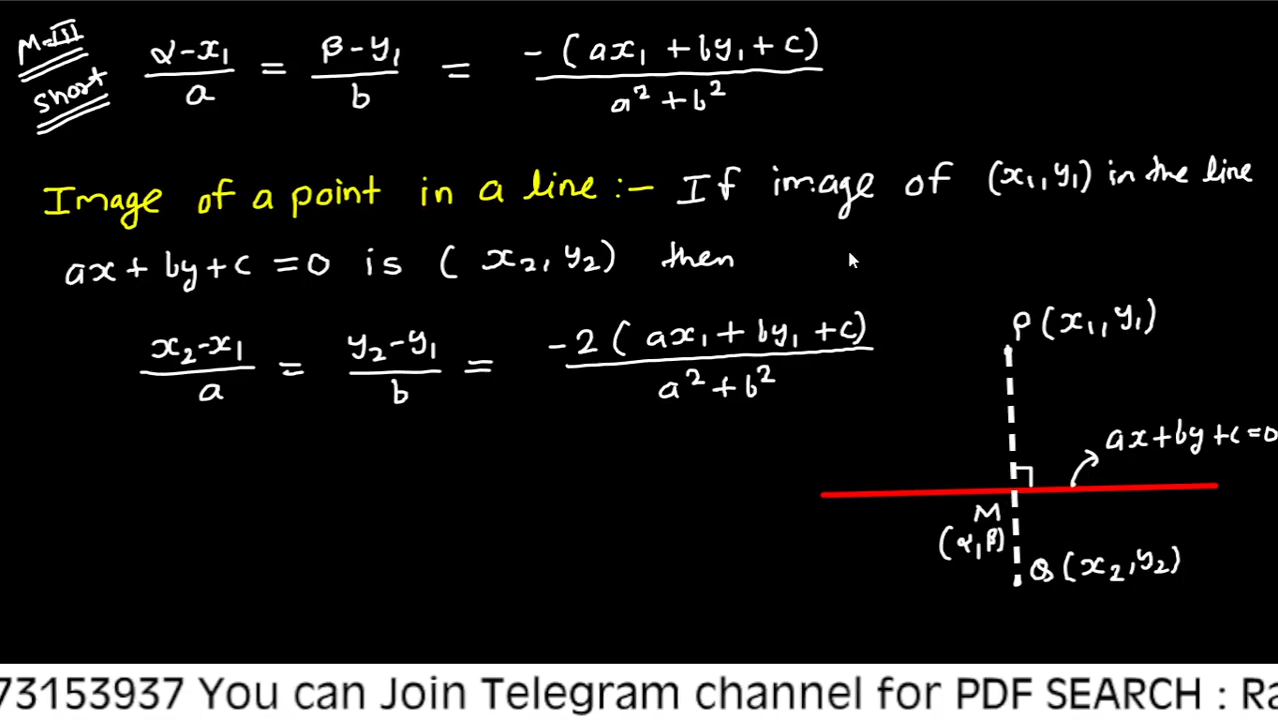 M-III
Short
α-x₁/a = β-y₁/b = -(ax₁+by₁+c)/a²+b²
Image of a point in a line :- If image of (x₁,y₁) in the line
ax+by+c=0 is (x₂,y₂) then
x₂-x₁/a = y₂-y₁/b = -2(ax₁+by₁+c)/a²+b²
P(x₁,y₁)
ax+by+c=0
M
(α,β)
Q(x₂,y₂)
73153937 You can Join Telegram channel for PDF SEARCH : Ra